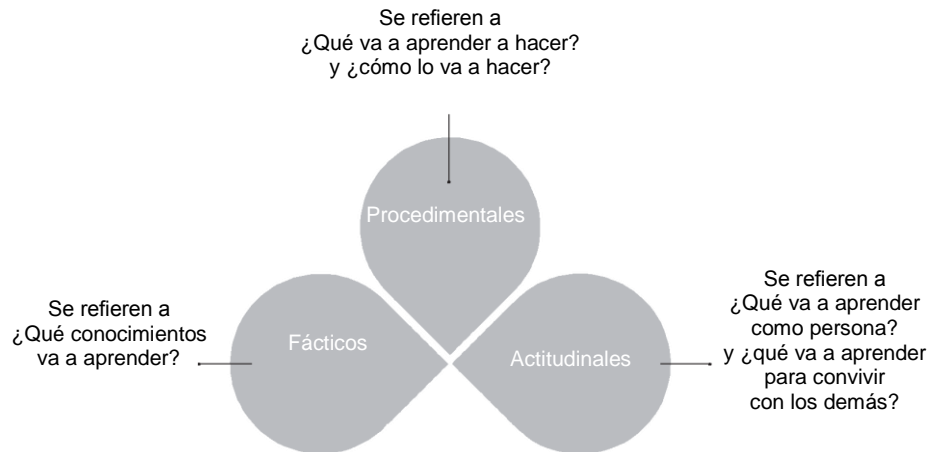 Se refieren a
¿Qué va a aprender a hacer?
y ¿cómo lo va a hacer?
Procedimentales
Se refieren a
¿Qué conocimientos
va a aprender?
Fácticos
Actitudinales
Se refieren a
¿Qué va a aprender
como persona?
y ¿qué va a aprender
para convivir
con los demás?